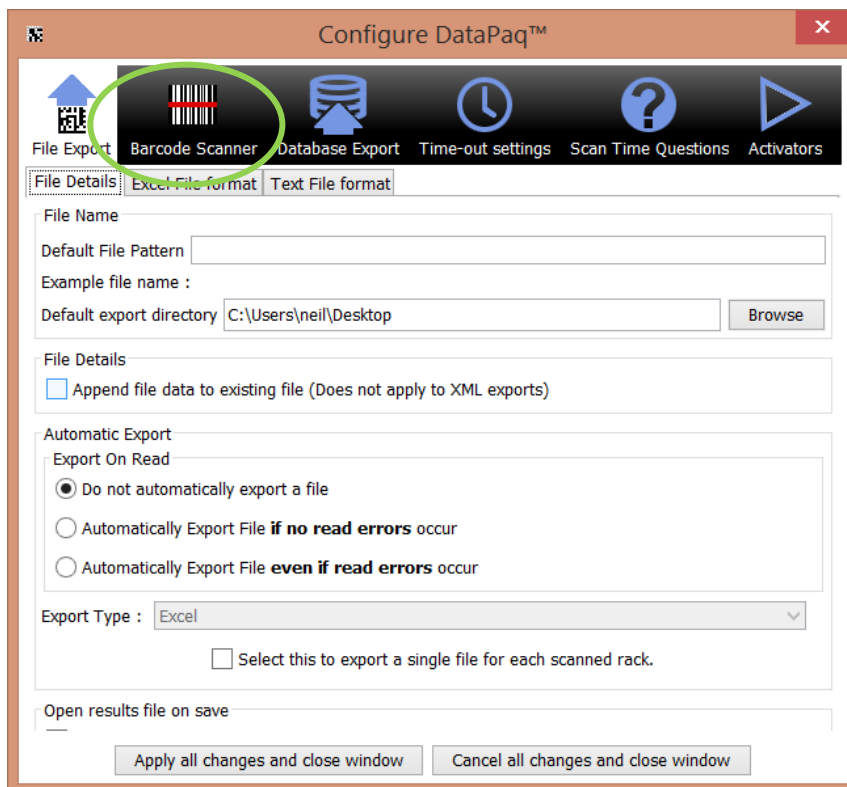 Configure DataPaq™
File Export Barcode Scanner Database Export Time-out settings Scan Time Questions Activators
File Details Excel File format Text File format
File Name
Default File Pattern
Example file name :
Default export directory C:\Users\neil\Desktop Browse
File Details
Append file data to existing file (Does not apply to XML exports)
Automatic Export
Export On Read
Do not automatically export a file
Automatically Export File if no read errors occur
Automatically Export File even if read errors occur
Export Type : Excel
Select this to export a single file for each scanned rack.
Open results file on save
Apply all changes and close window Cancel all changes and close window